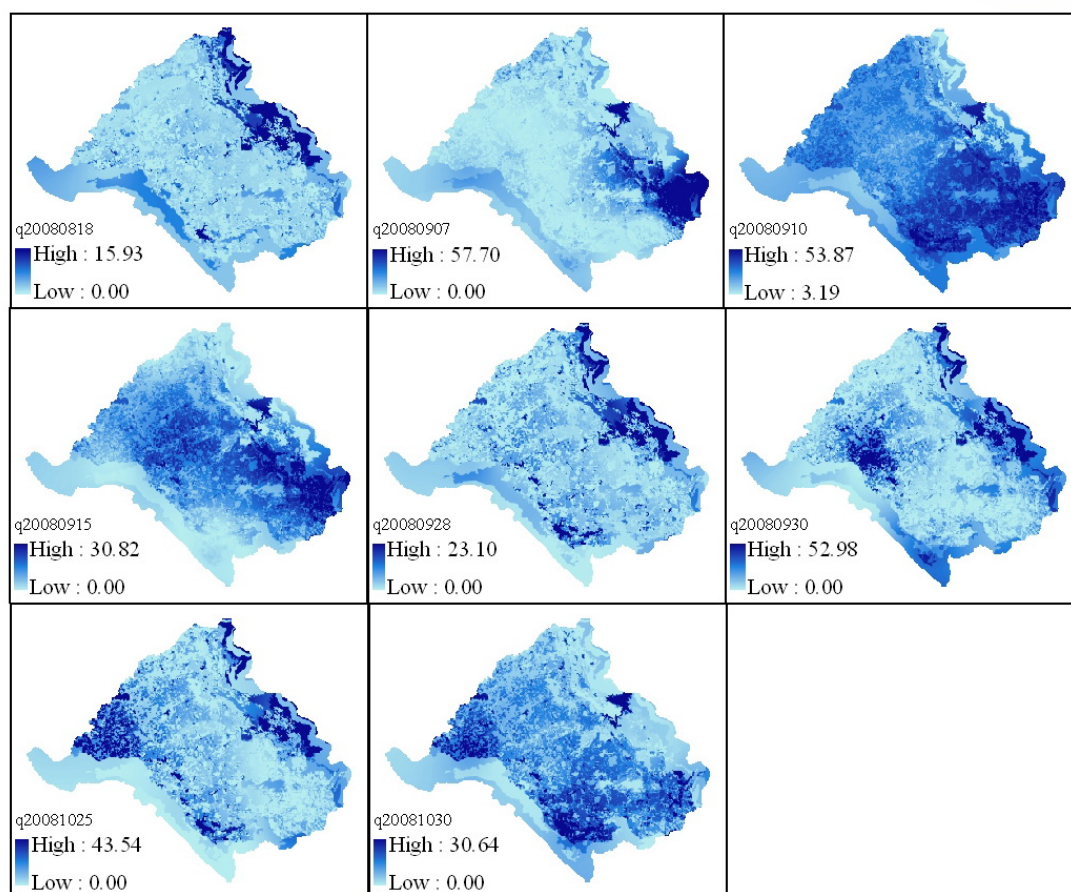 q20080818
High : 15.93
Low : 0.00
q20080907
High : 57.70
Low : 0.00
q20080910
High : 53.87
Low : 3.19
q20080915
High : 30.82
Low : 0.00
q20080928
High : 23.10
Low : 0.00
q20080930
High : 52.98
Low : 0.00
q20081025
High : 43.54
Low : 0.00
q20081030
High : 30.64
Low : 0.00